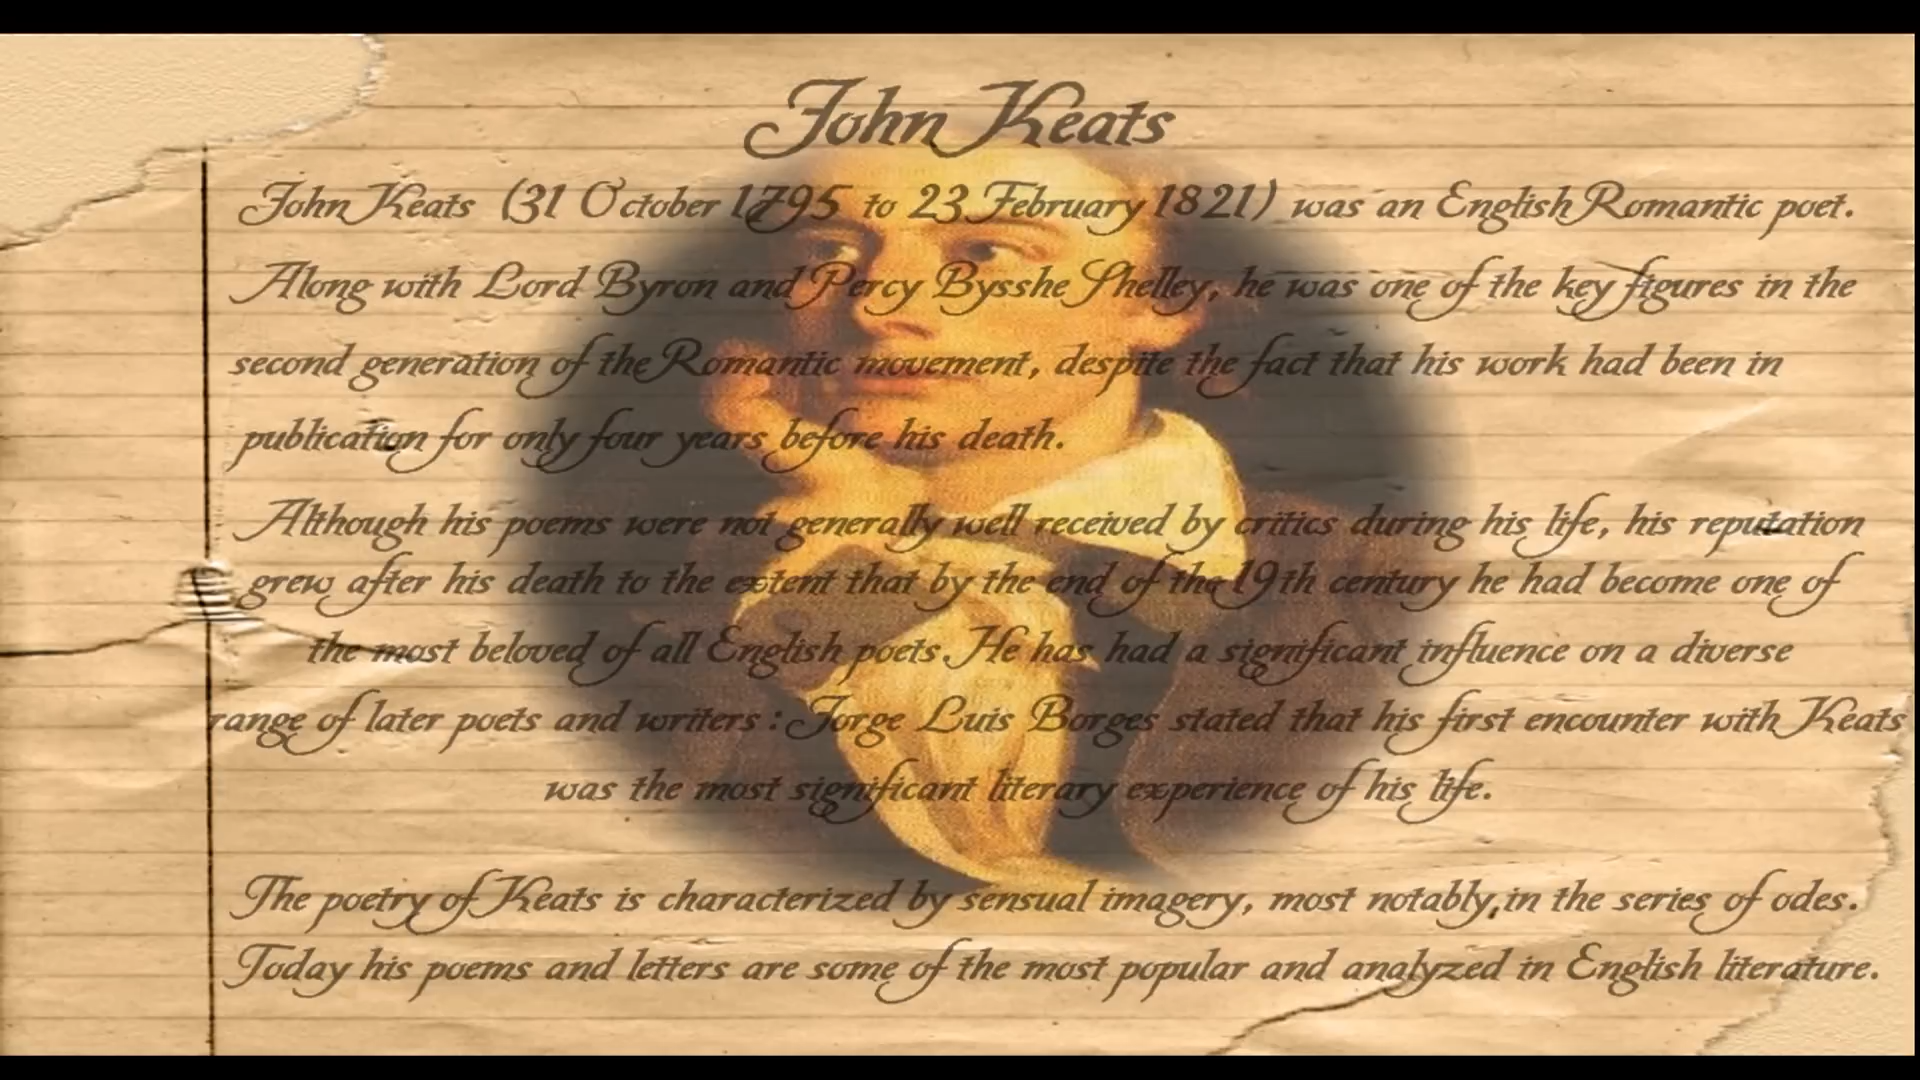 John Keats
John Keats (31 October 1795 to 23 February 1821) was an English Romantic poet.
Along with Lord Byron and Percy Bysshe Shelley, he was one of the key figures in the
second generation of the Romantic movement, despite the fact that his work had been in
publication for only four years before his death.
Although his poems were not generally well received by critics during his life, his reputation
grew after his death to the extent that by the end of the 19th century he had become one of
the most beloved of all English poets. He has had a significant influence on a diverse
range of later poets and writers : Jorge Luis Borges stated that his first encounter with Keats
was the most significant literary experience of his life.
The poetry of Keats is characterized by sensual imagery, most notably, in the series of odes.
Today his poems and letters are some of the most popular and analyzed in English literature.